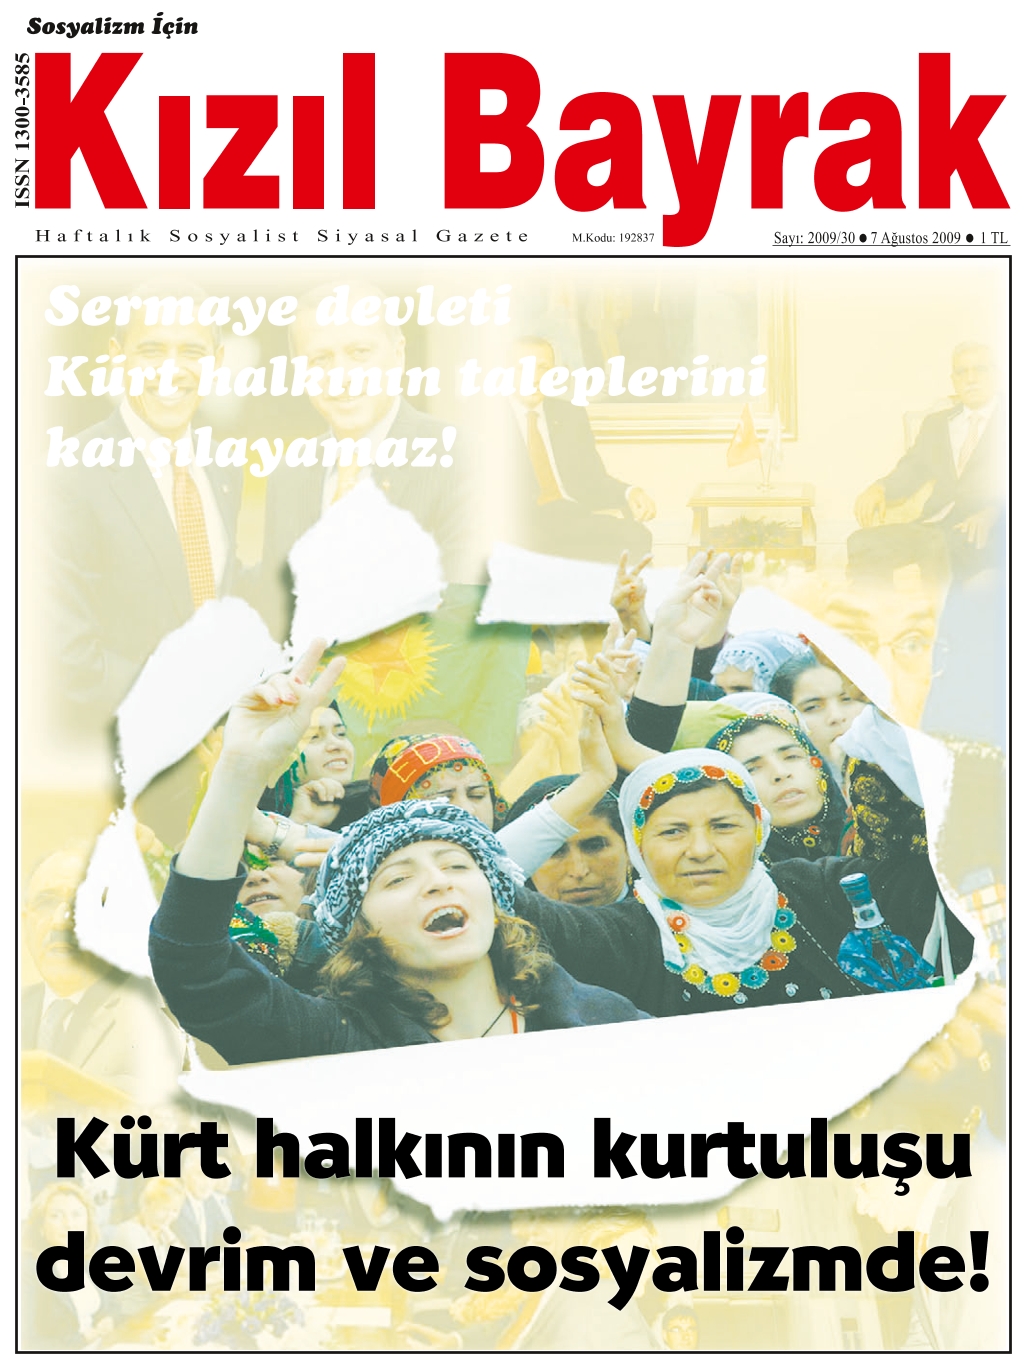 Sosyalizm İçin
ISSN 1300-3585
Kızıl Bayrak
Haftalık Sosyalist Siyasal Gazete
M.Kodu: 192837
Sayı: 2009/30 ● 7 Ağustos 2009 ● 1 TL
Sermaye devleti
Kürt halkının taleplerini
karşılayamaz!
EDİ
Kürt halkının kurtuluşu
devrim ve sosyalizmde!